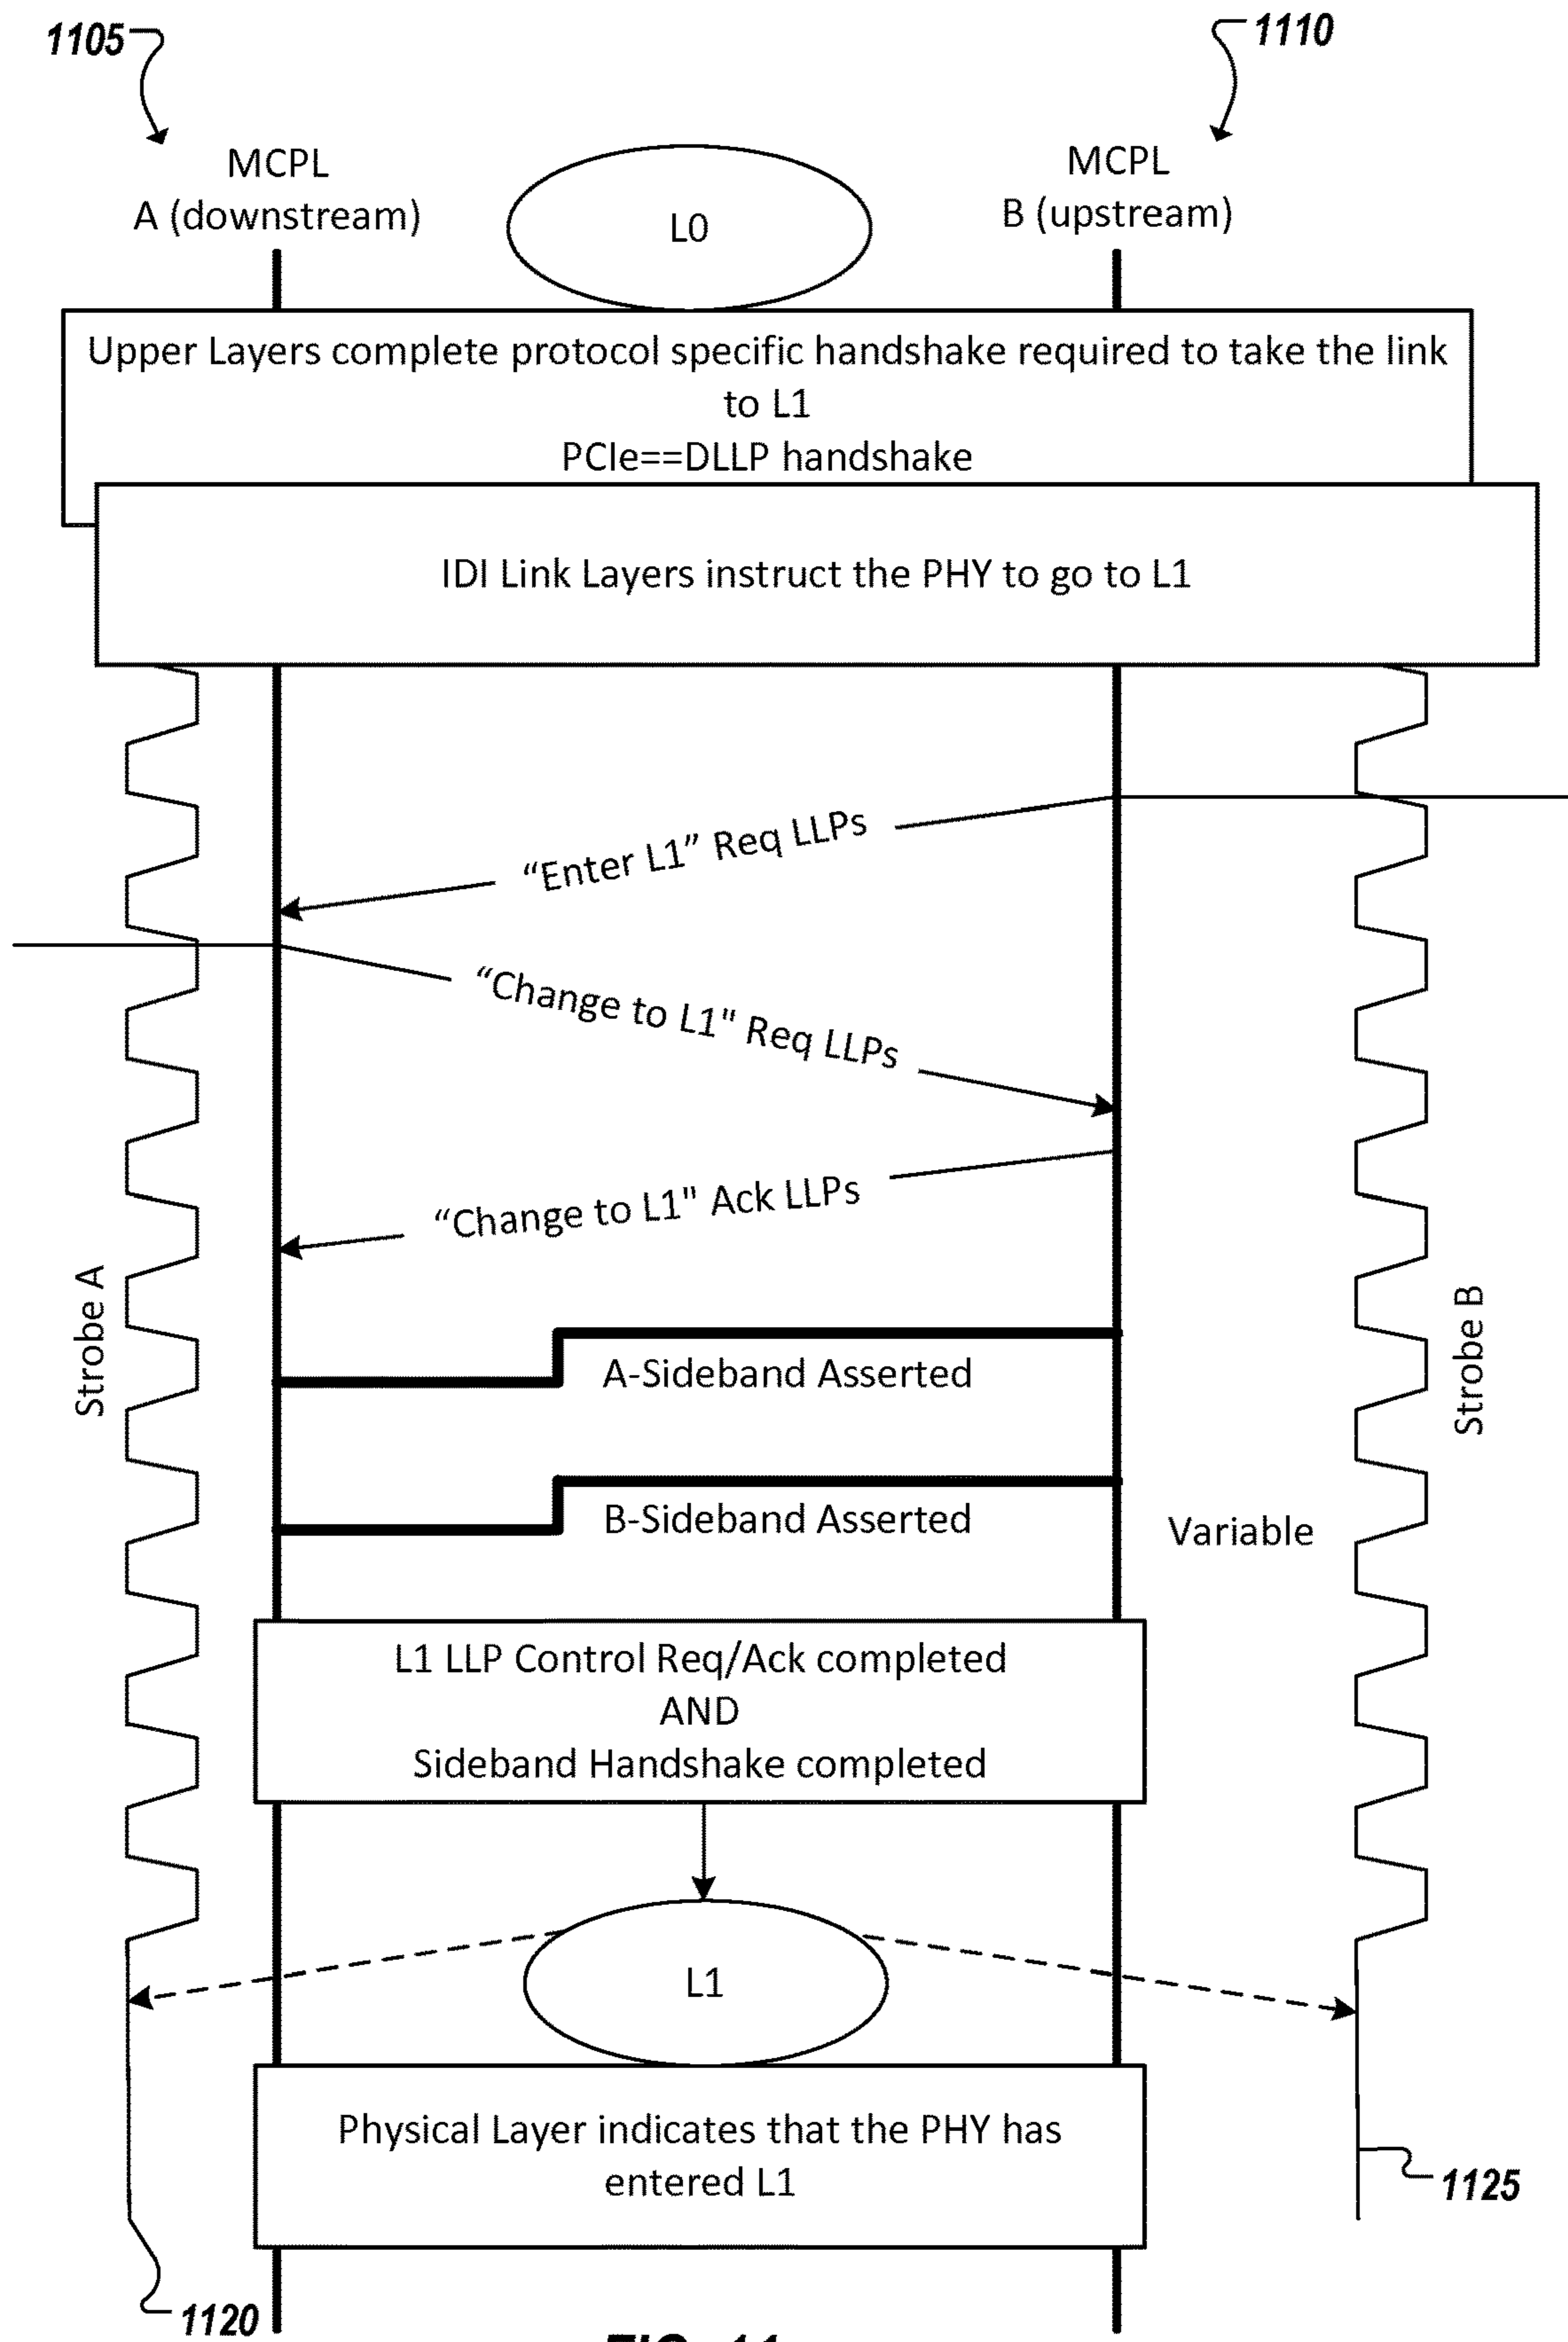 1105
1110
MCPL
A (downstream)
L0
MCPL
B (upstream)
Upper Layers complete protocol specific handshake required to take the link
to L1
PCIe==DLLP handshake
IDI Link Layers instruct the PHY to go to L1
“Enter L1” Req LLPs
“Change to L1" Req LLPs
“Change to L1" Ack LLPs
Strobe A
Strobe B
A-Sideband Asserted
B-Sideband Asserted
Variable
L1 LLP Control Req/Ack completed
AND
Sideband Handshake completed
L1
Physical Layer indicates that the PHY has
entered L1
1125
1120
FIG. 11